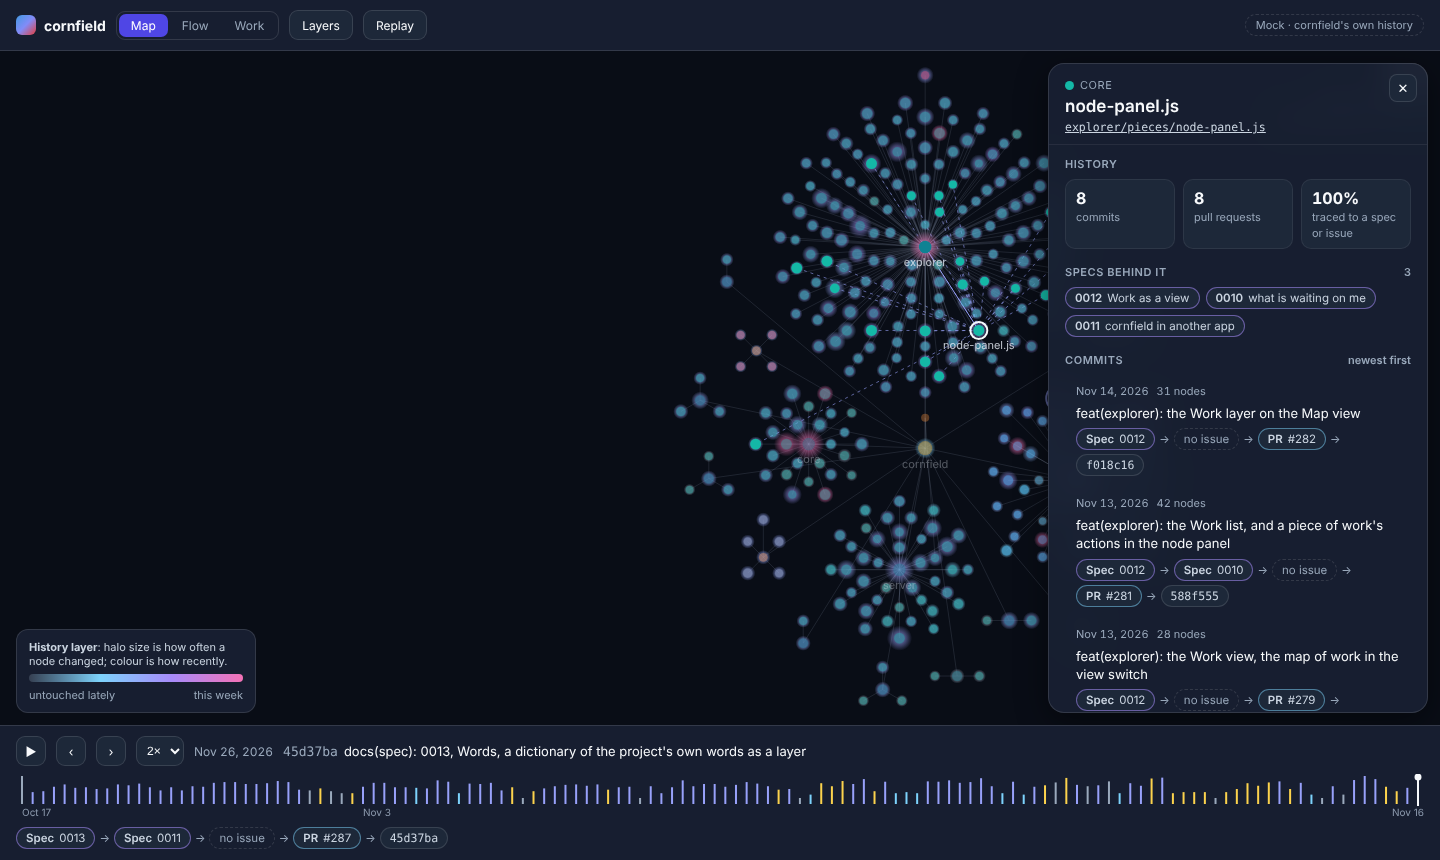 cornfield
Map
Flow
Work
Layers
Replay
Mock · cornfield's own history
explorer
node-panel.js
core
cornfield
server
CORE
✕
node-panel.js
explorer/pieces/node-panel.js
HISTORY
8
commits
8
pull requests
100%
traced to a spec
or issue
SPECS BEHIND IT 3
0012 Work as a view
0010 what is waiting on me
0011 cornfield in another app
COMMITS newest first
Nov 14, 2026 31 nodes
feat(explorer): the Work layer on the Map view
Spec 0012 → no issue → PR #282 →
f018c16
Nov 13, 2026 42 nodes
feat(explorer): the Work list, and a piece of work's
actions in the node panel
Spec 0012 → Spec 0010 → no issue →
PR #281 → 588f555
Nov 13, 2026 28 nodes
feat(explorer): the Work view, the map of work in the
view switch
Spec 0012 → no issue → PR #279 →
History layer: halo size is how often a
node changed; colour is how recently.
untouched lately this week
▶ ‹ › 2× Nov 26, 2026 45d37ba docs(spec): 0013, Words, a dictionary of the project's own words as a layer
Oct 17 Nov 3 Nov 16
Spec 0013 → Spec 0011 → no issue → PR #287 → 45d37ba